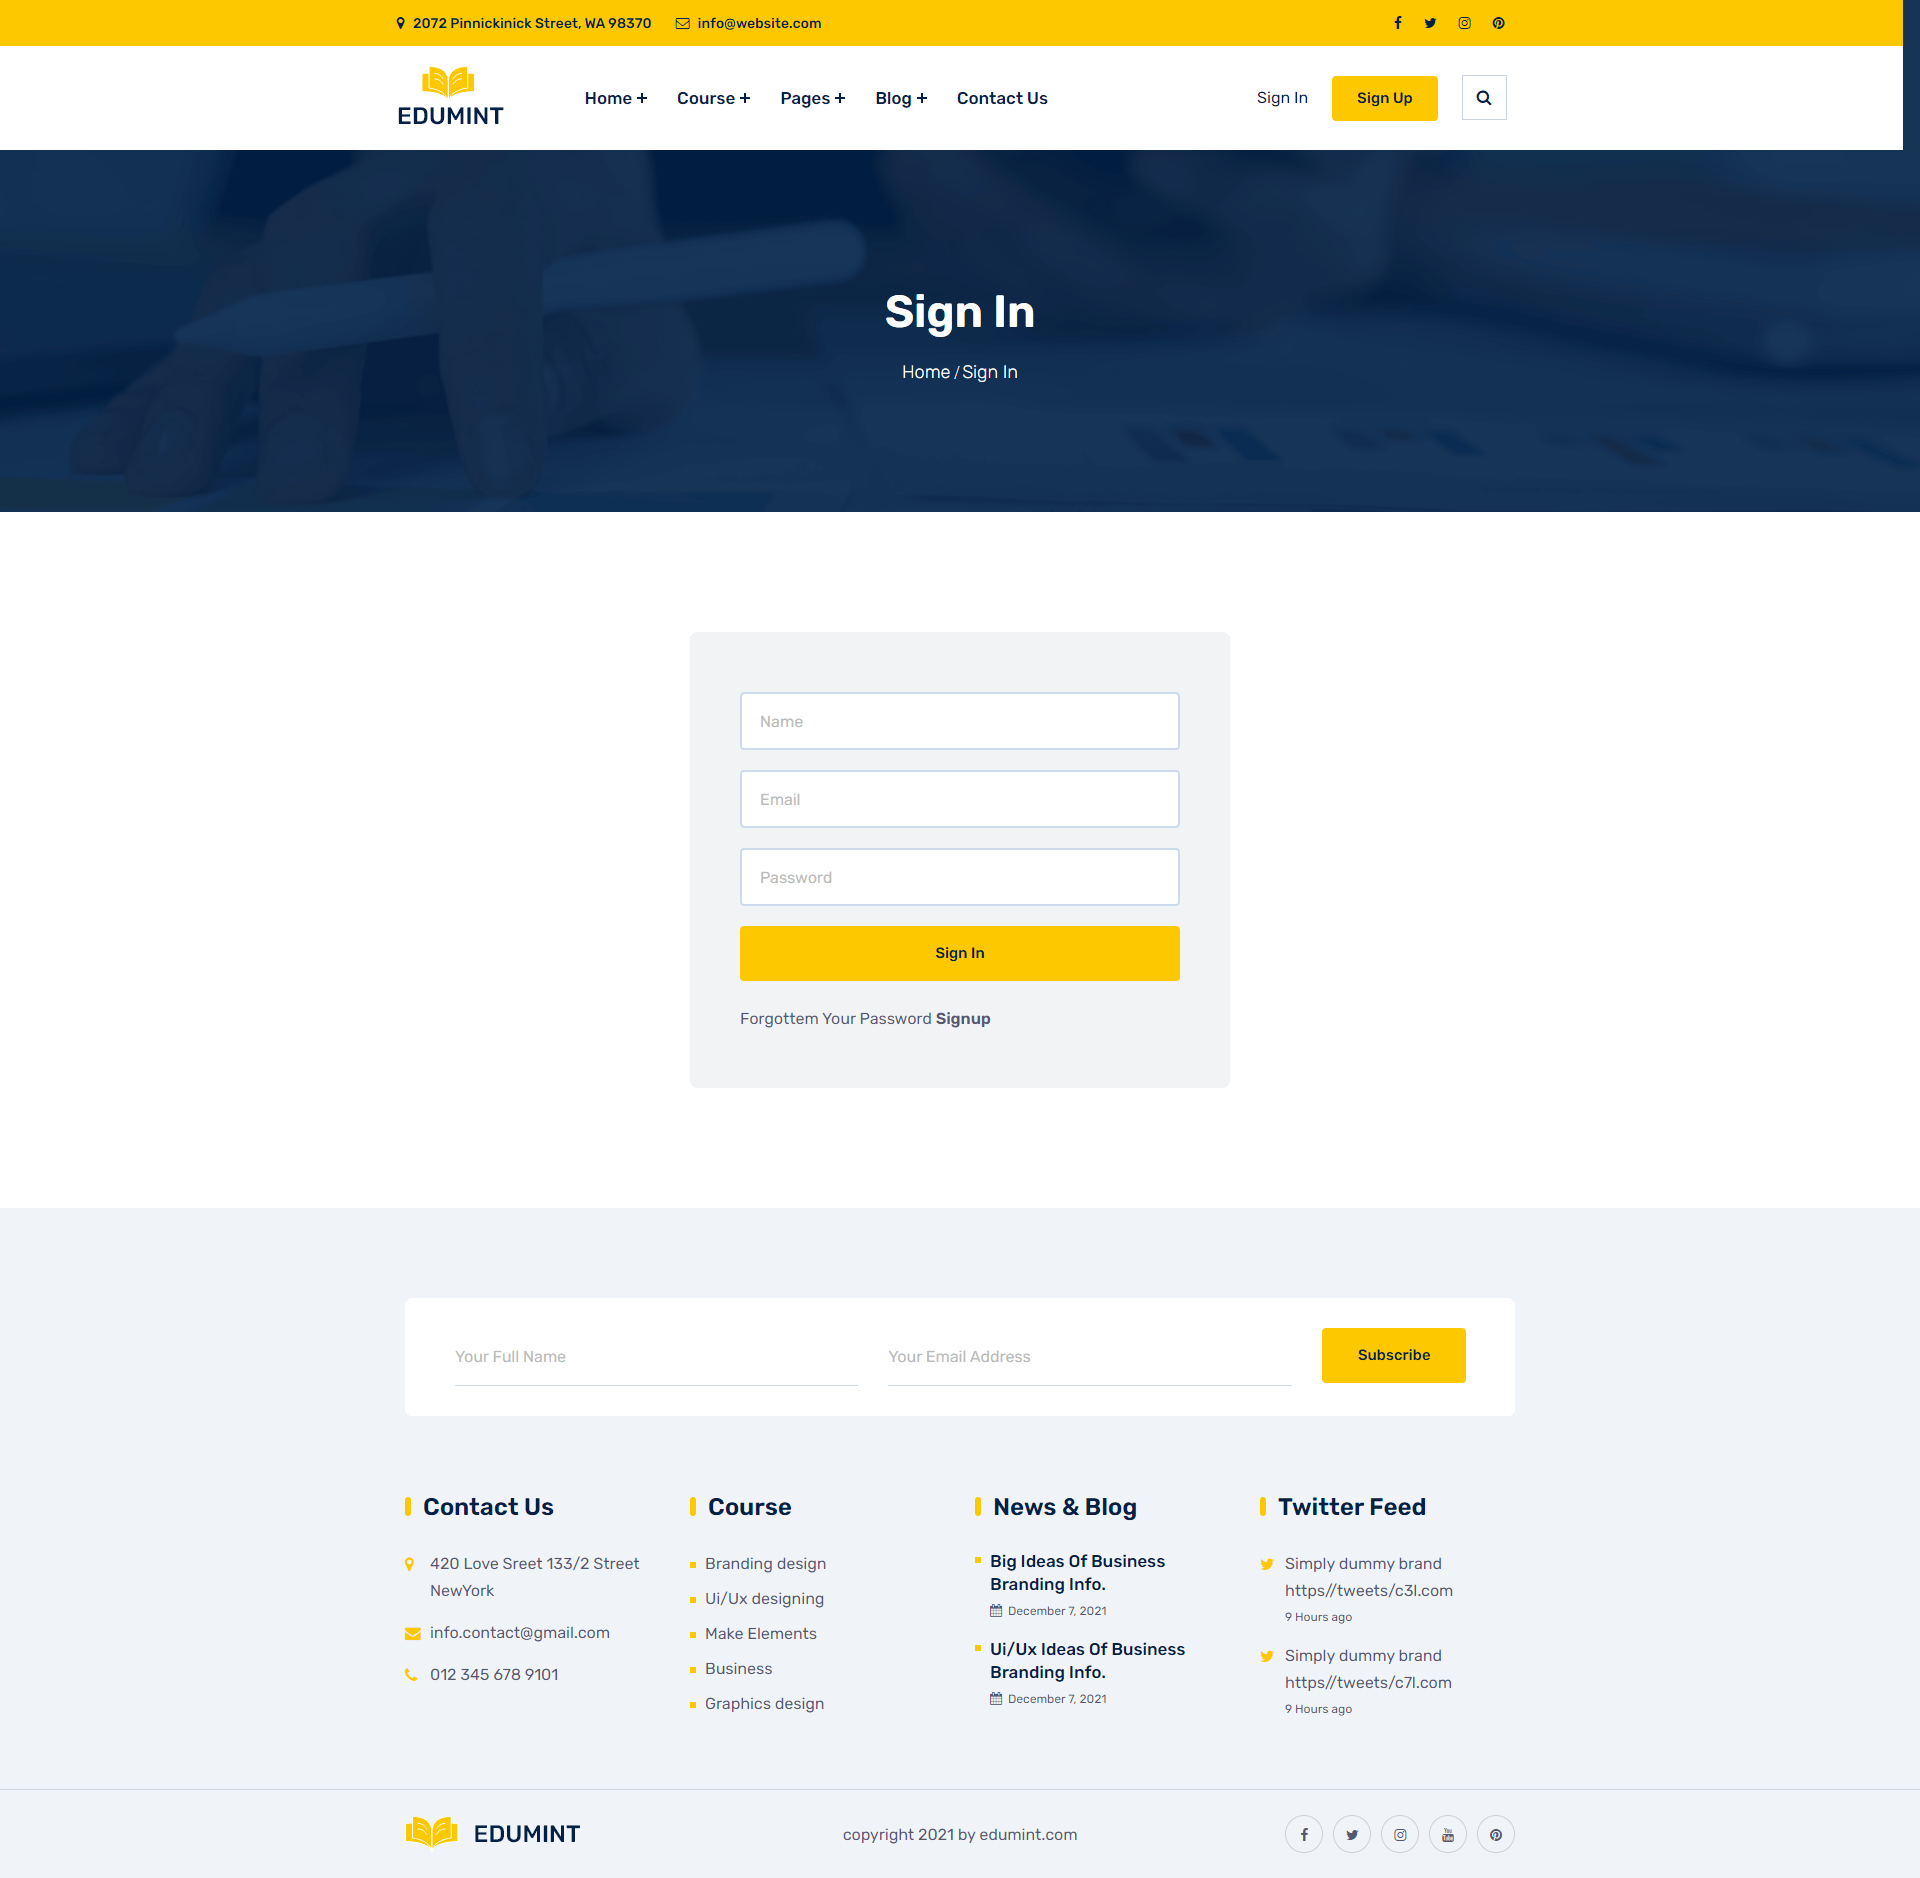 2072 Pinnickinick Street, WA 98370 info@website.com
EDUMINT
Home + Course + Pages + Blog + Contact Us
Sign In Sign Up
Sign In
Home / Sign In
Name
Email
Password
Sign In
Forgottem Your Password Signup
Your Full Name
Your Email Address
Subscribe
Contact Us
420 Love Sreet 133/2 Street
NewYork
info.contact@gmail.com
012 345 678 9101
Course
Branding design
Ui/Ux designing
Make Elements
Business
Graphics design
News & Blog
Big Ideas Of Business
Branding Info.
December 7, 2021
Ui/Ux Ideas Of Business
Branding Info.
December 7, 2021
Twitter Feed
Simply dummy brand
https//tweets/c3l.com
9 Hours ago
Simply dummy brand
https//tweets/c7l.com
9 Hours ago
EDUMINT
copyright 2021 by edumint.com
You
Tube